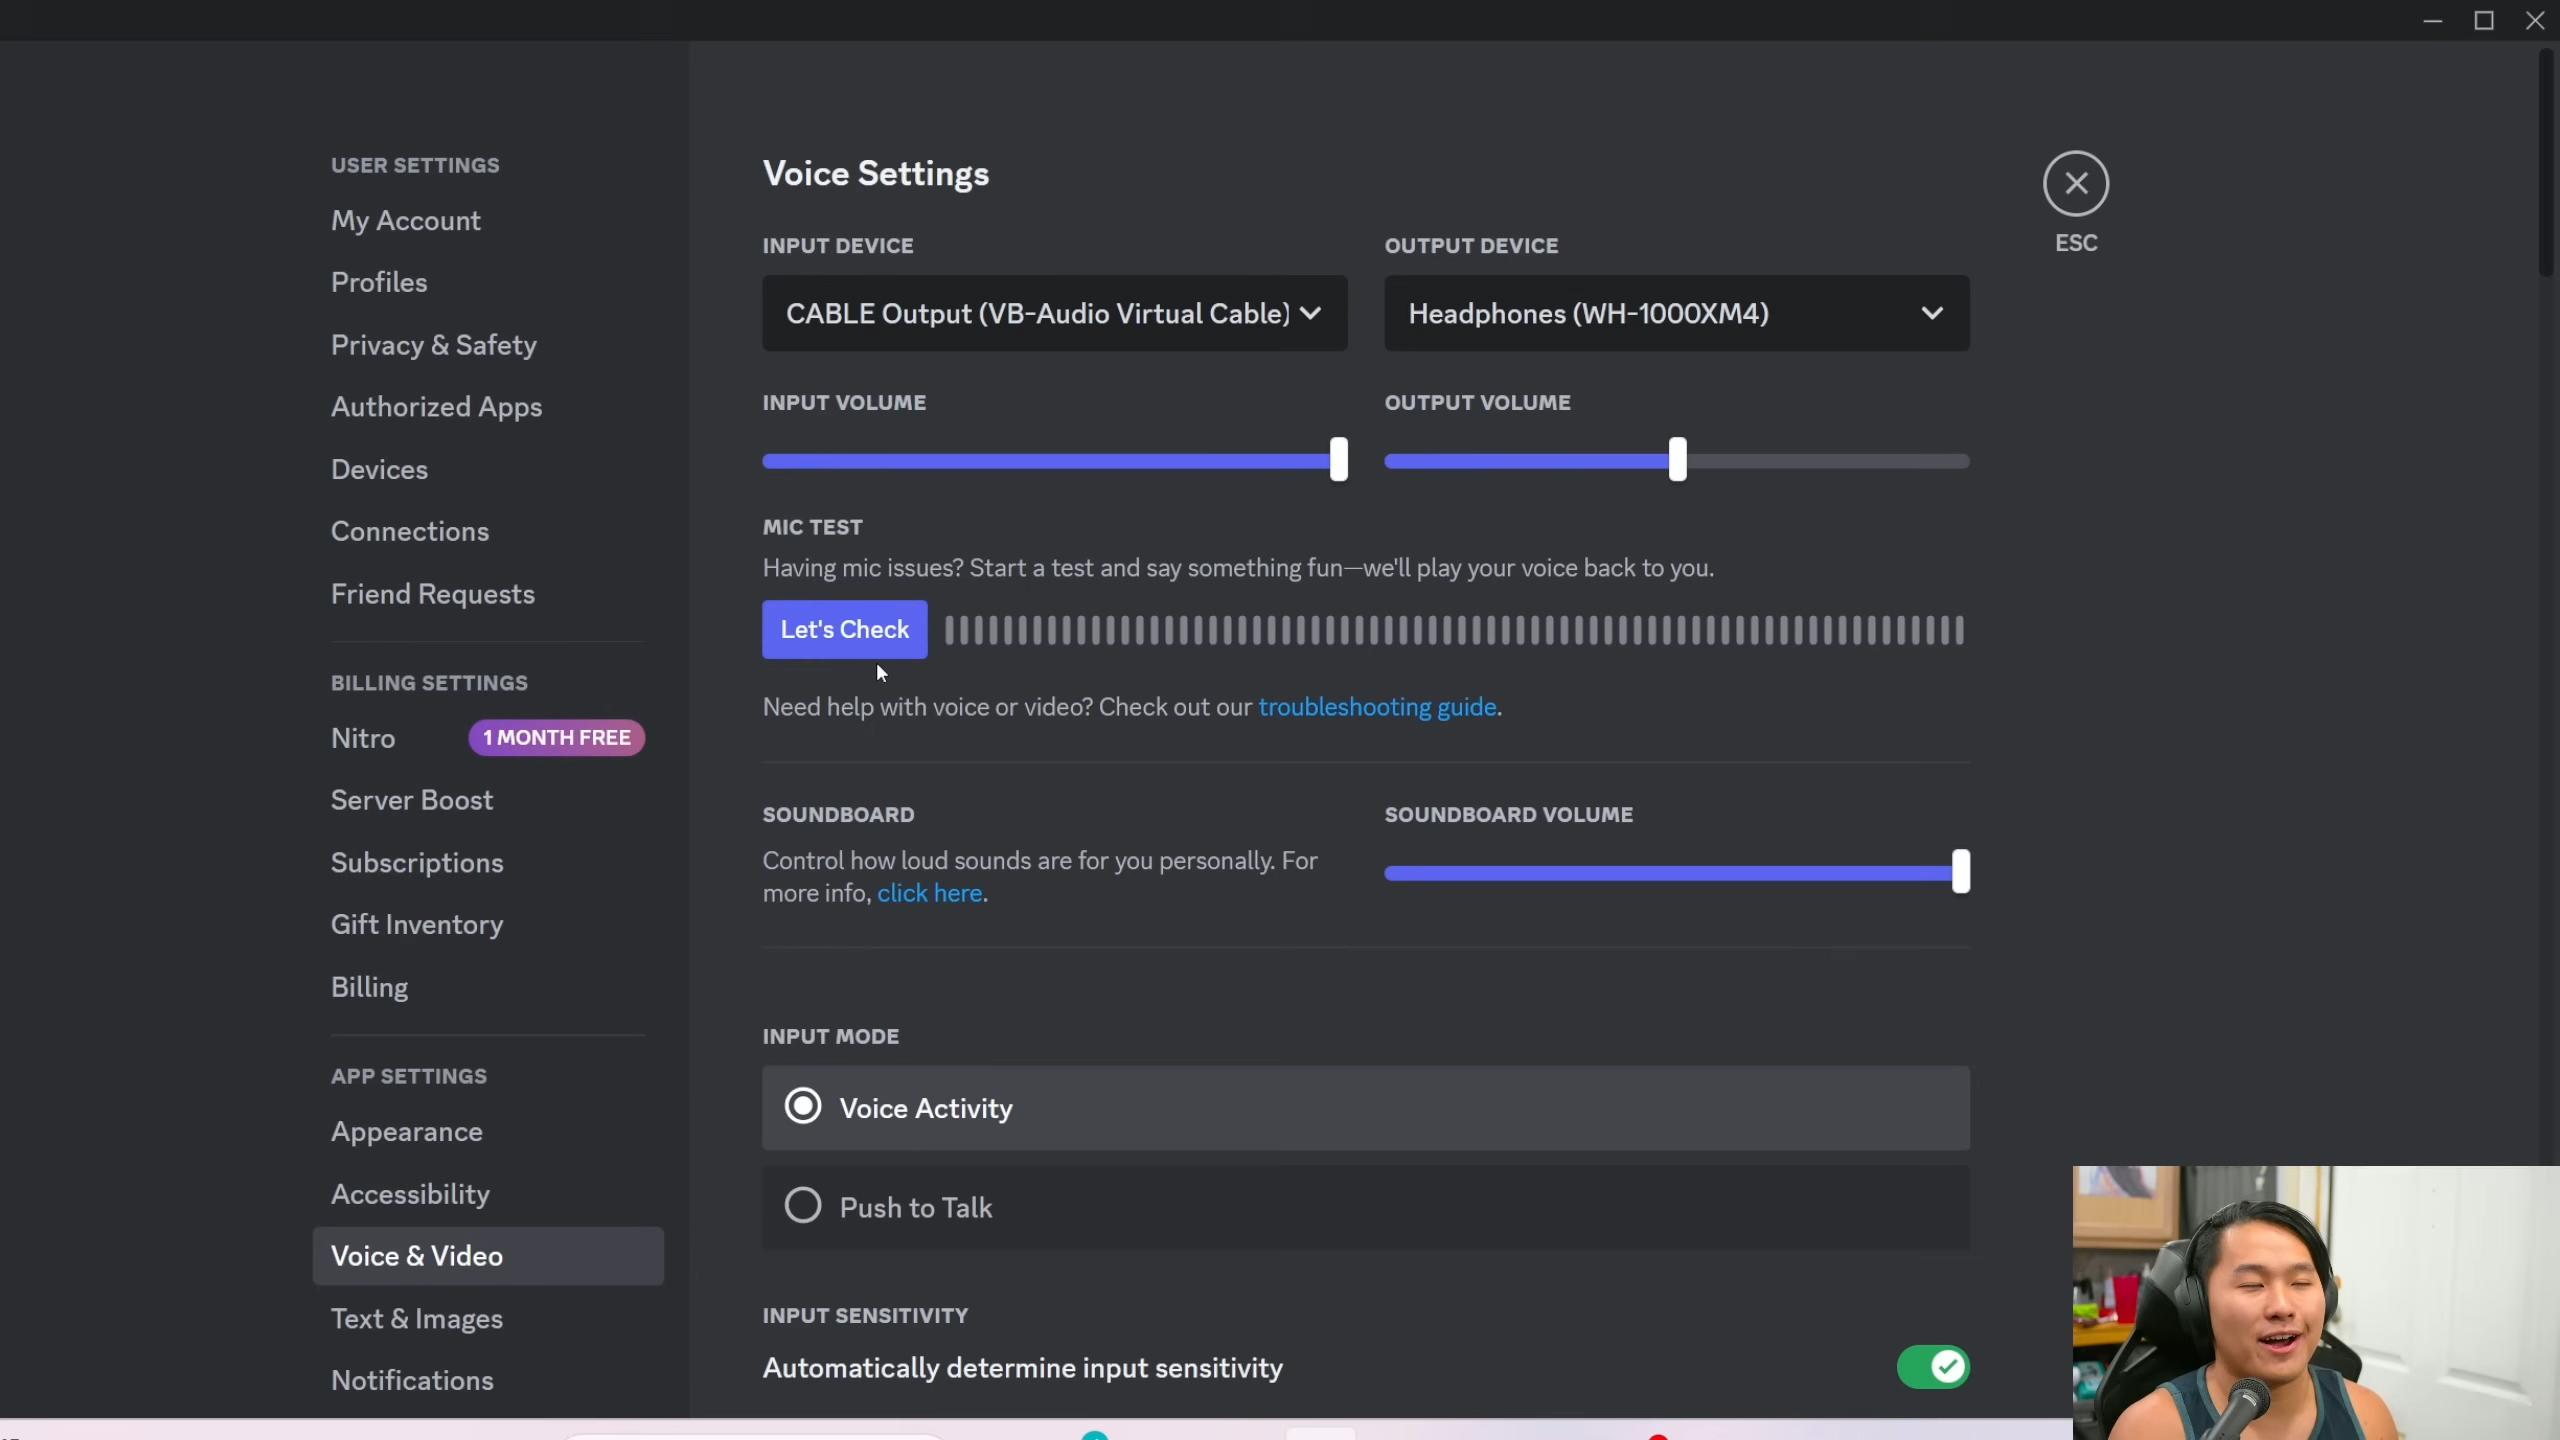 USER SETTINGS
My Account
Profiles
Privacy & Safety
Authorized Apps
Devices
Connections
Friend Requests
BILLING SETTINGS
Nitro 1 MONTH FREE
Server Boost
Subscriptions
Gift Inventory
Billing
APP SETTINGS
Appearance
Accessibility
Voice & Video
Text & Images
Notifications
Voice Settings
INPUT DEVICE
CABLE Output (VB-Audio Virtual Cable)
OUTPUT DEVICE
Headphones (WH-1000XM4)
INPUT VOLUME
OUTPUT VOLUME
MIC TEST
Having mic issues? Start a test and say something fun—we'll play your voice back to you.
Let's Check
Need help with voice or video? Check out our troubleshooting guide.
SOUNDBOARD
Control how loud sounds are for you personally. For
more info, click here.
SOUNDBOARD VOLUME
INPUT MODE
Voice Activity
Push to Talk
INPUT SENSITIVITY
Automatically determine input sensitivity
ESC